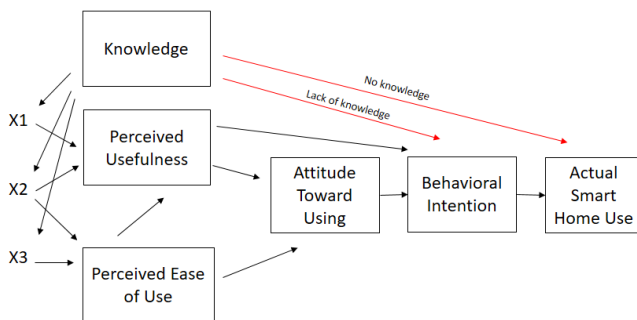 Knowledge
No knowledge
Lack of knowledge
X1
Perceived
Usefulness
X2
Attitude
Toward
Using
Behavioral
Intention
Actual
Smart
Home Use
X3
Perceived Ease
of Use